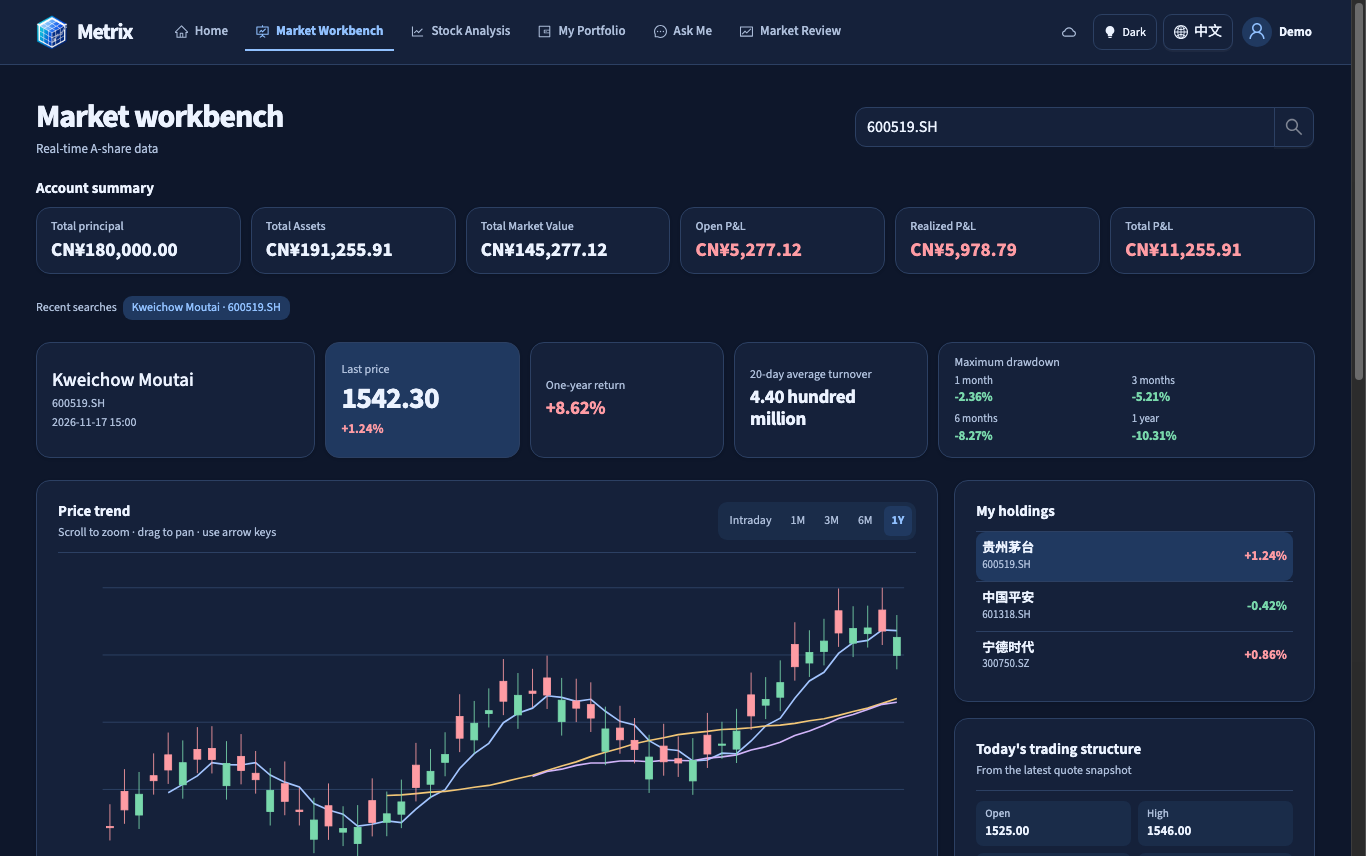 Metrix
Home
Market Workbench
Stock Analysis
My Portfolio
Ask Me
Market Review
Dark
中文
Demo
Market workbench
Real-time A-share data
600519.SH
Account summary
Total principal
CN¥180,000.00
Total Assets
CN¥191,255.91
Total Market Value
CN¥145,277.12
Open P&L
CN¥5,277.12
Realized P&L
CN¥5,978.79
Total P&L
CN¥11,255.91
Recent searches
Kweichow Moutai · 600519.SH
Kweichow Moutai
600519.SH
2026-11-17 15:00
Last price
1542.30
+1.24%
One-year return
+8.62%
20-day average turnover
4.40 hundred
million
Maximum drawdown
1 month
-2.36%
3 months
-5.21%
6 months
-8.27%
1 year
-10.31%
Price trend
Scroll to zoom · drag to pan · use arrow keys
Intraday
1M
3M
6M
1Y
My holdings
贵州茅台
600519.SH
+1.24%
中国平安
601318.SH
-0.42%
宁德时代
300750.SZ
+0.86%
Today's trading structure
From the latest quote snapshot
Open
1525.00
High
1546.00